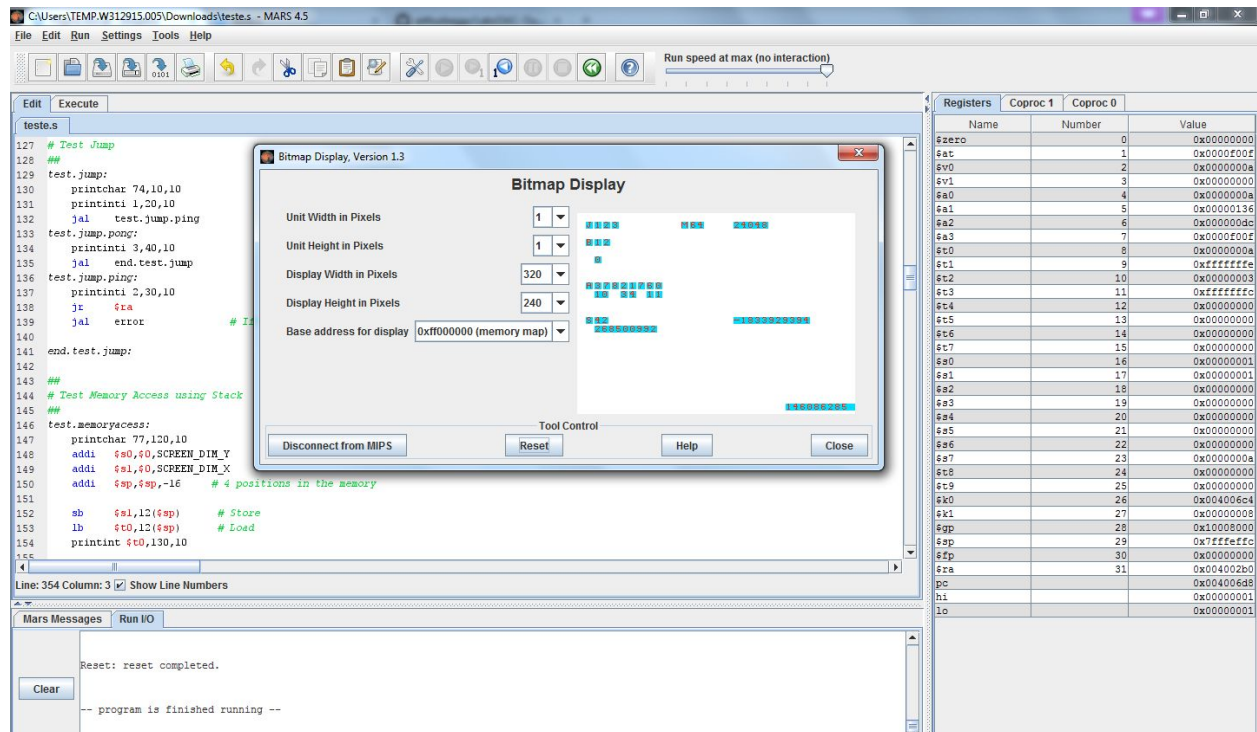 C:\Users\TEMP.W312915.005\Downloads\teste.s - MARS 4.5
File Edit Run Settings Tools Help
Run speed at max (no interaction)
Edit Execute
teste.s
127 # Test Jump
128 ##
129 test.jump:
130 printchar 74,10,10
131 printinti 1,20,10
132 jal test.jump.ping
133 test.jump.pong:
134 printinti 3,40,10
135 jal end.test.jump
136 test.jump.ping:
137 printinti 2,30,10
138 jr $ra
139 jal error # If
140
141 end.test.jump:
142
143 ##
144 # Test Memory Access using Stack
145 ##
146 test.memoryacess:
147 printchar 77,120,10
148 addi $s0,$0,SCREEN_DIM_Y
149 addi $s1,$0,SCREEN_DIM_X
150 addi $sp,$sp,-16 # 4 positions in the memory
151
152 sb $s1,12($sp) # Store
153 lb $t0,12($sp) # Load
154 printint $t0,130,10
155
Line: 354 Column: 3 Show Line Numbers
Bitmap Display, Version 1.3
Bitmap Display
Unit Width in Pixels 1
Unit Height in Pixels 1
Display Width in Pixels 320
Display Height in Pixels 240
Base address for display 0xff000000 (memory map)
J123 M64 24048
B12
0
10 34 11
S42
268500992
Tool Control
Disconnect from MIPS Reset Help Close
Mars Messages Run I/O
Reset: reset completed.
Clear
-- program is finished running --
Registers Coproc 1 Coproc 0
Name Number Value
$zero 0 0x00000000
$at 1 0x0000f00f
$v0 2 0x0000000a
$v1 3 0x00000000
$a0 4 0x0000000a
$a1 5 0x00000136
$a2 6 0x000000dc
$a3 7 0x0000f00f
$t0 8 0x0000000a
$t1 9 0xfffffffe
$t2 10 0x00000003
$t3 11 0xfffffffc
$t4 12 0x00000000
$t5 13 0x00000000
$t6 14 0x00000000
$t7 15 0x00000000
$s0 16 0x00000001
$s1 17 0x00000001
$s2 18 0x00000000
$s3 19 0x00000000
$s4 20 0x00000000
$s5 21 0x00000000
$s6 22 0x00000000
$s7 23 0x0000000a
$t8 24 0x00000000
$t9 25 0x00000000
$k0 26 0x004006c4
$k1 27 0x00000008
$gp 28 0x10008000
$sp 29 0x7fffeffc
$fp 30 0x00000000
$ra 31 0x004002b0
pc 0x004006d8
hi 0x00000001
lo 0x00000001